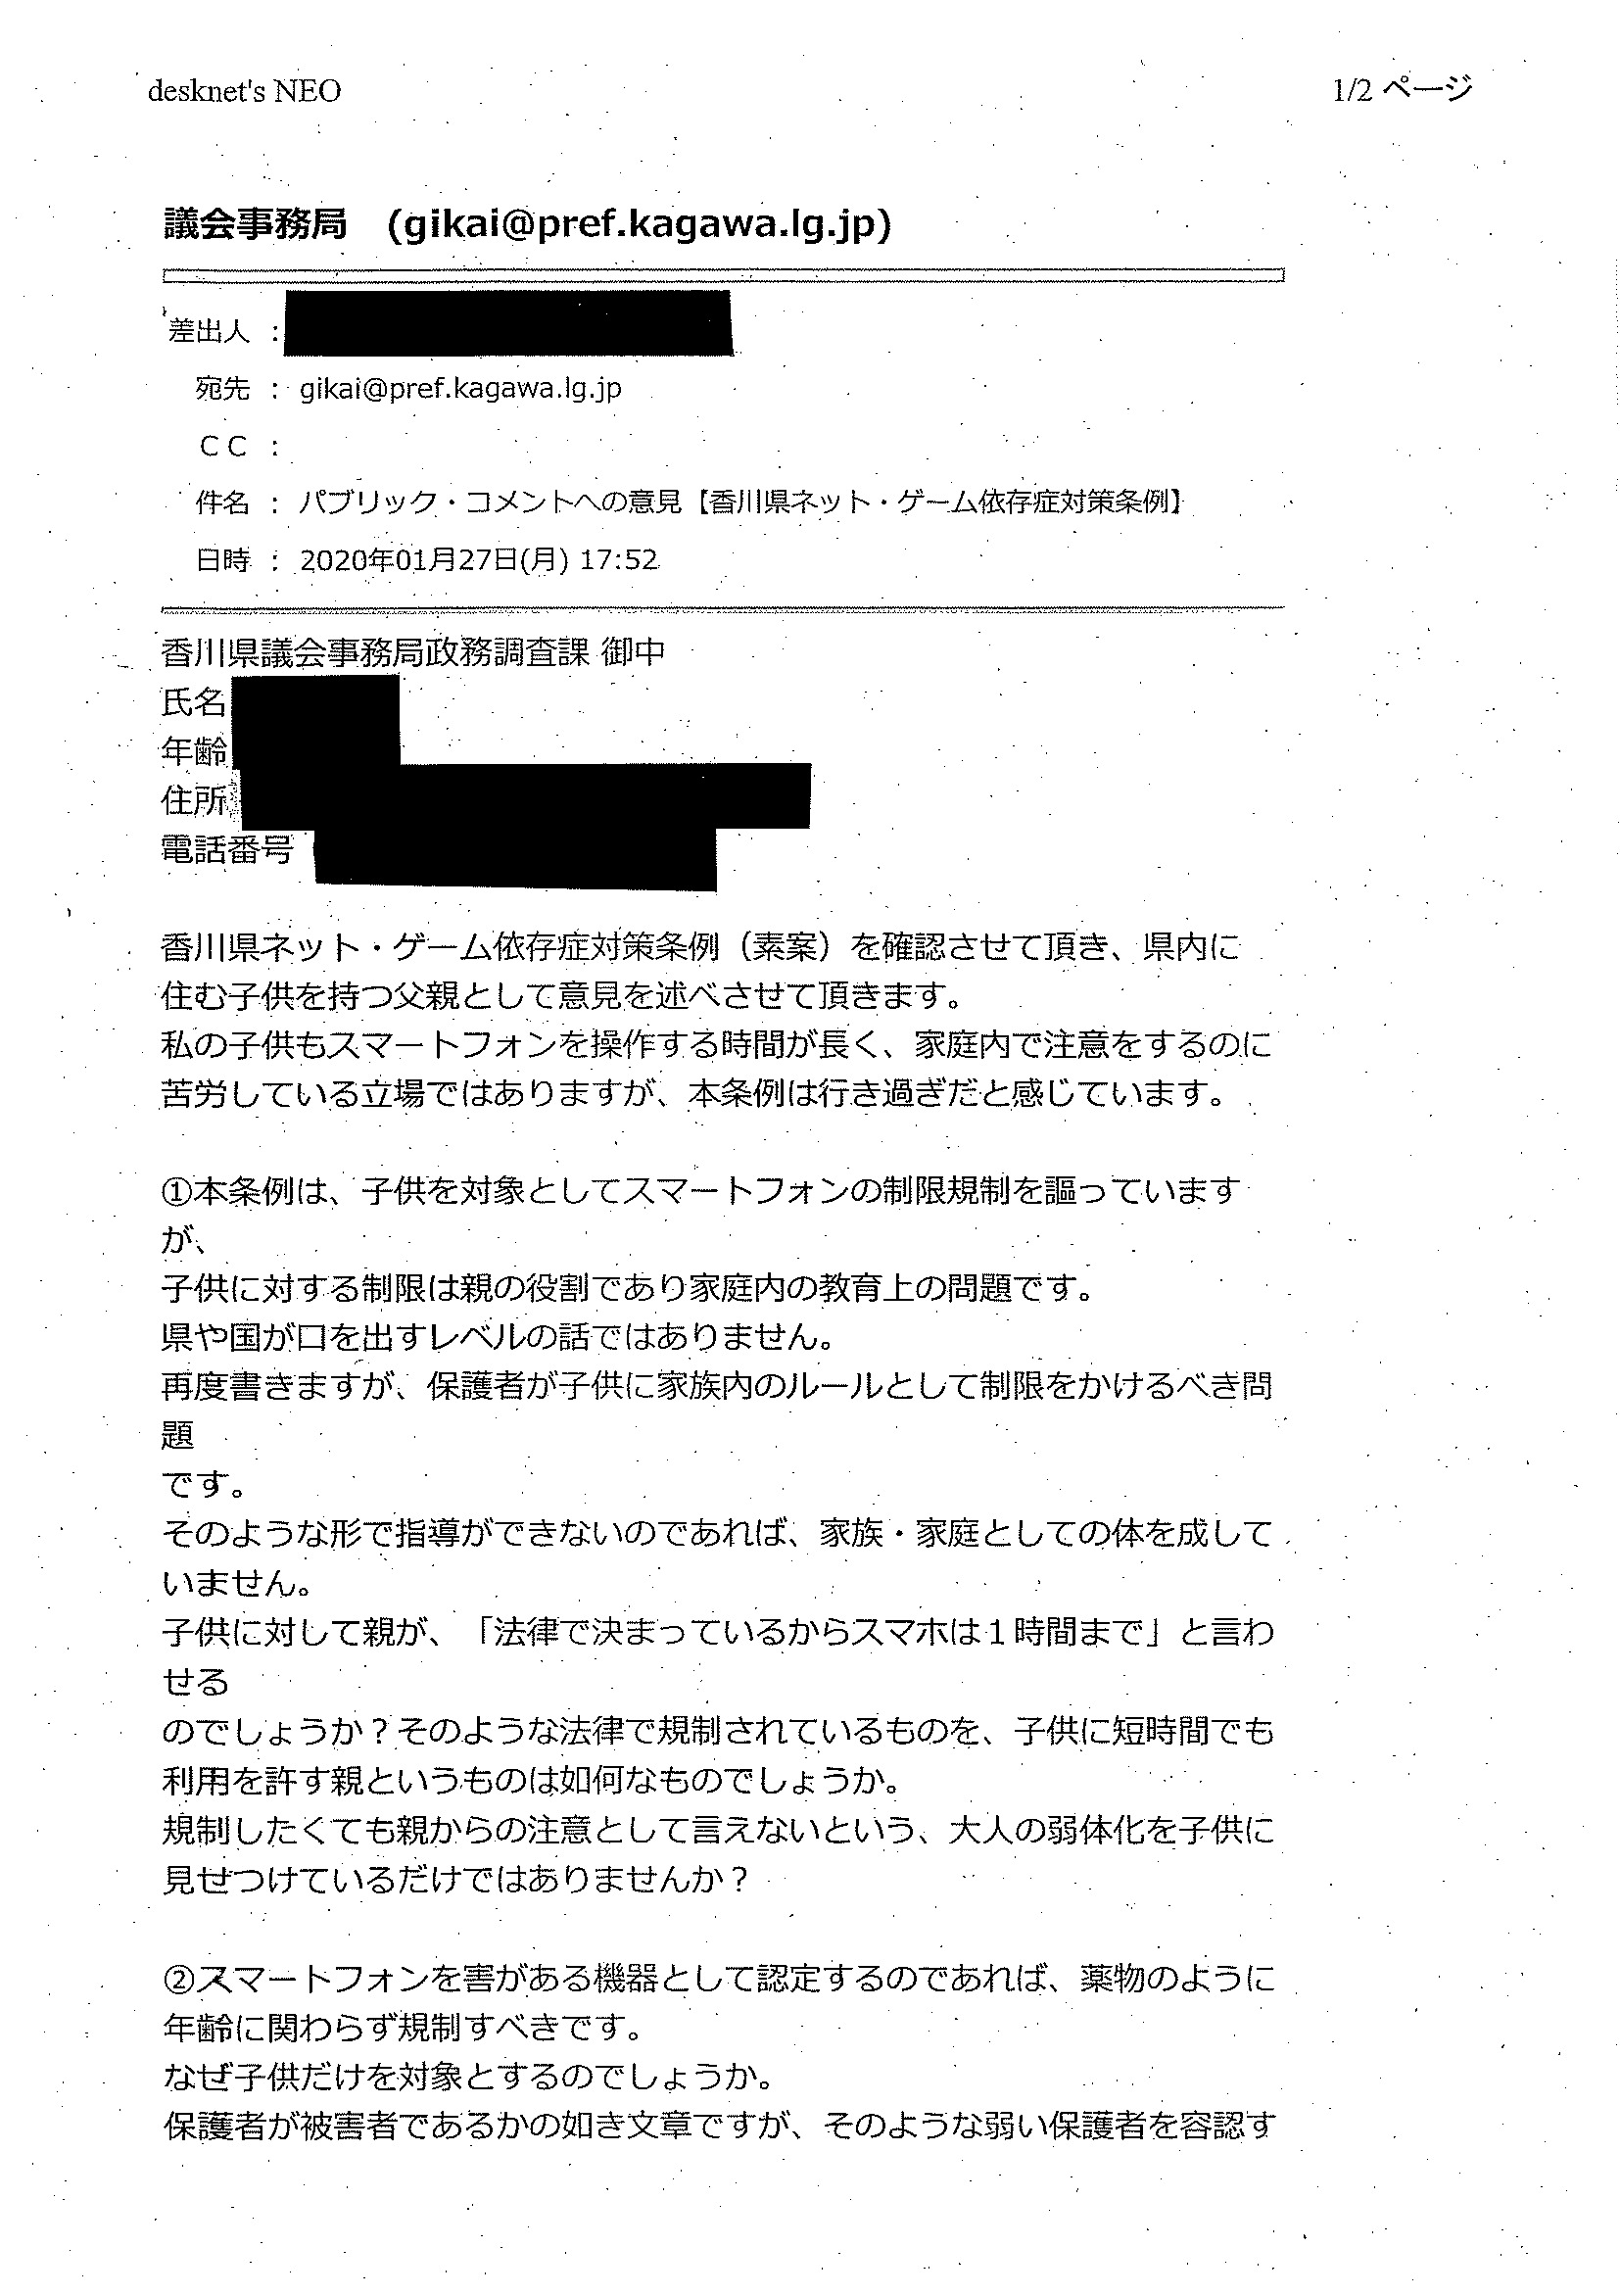 desknet's NEO
1/2 ページ
議会事務局 (gikai@pref.kagawa.lg.jp)
差出人 :
宛先 : gikai@pref.kagawa.lg.jp
CC :
件名 : パブリック・コメントへの意見【香川県ネット・ゲーム依存症対策条例】
日時 : 2020年01月27日(月) 17:52
香川県議会事務局政務調査課 御中
氏名
年齢
住所
電話番号
香川県ネット・ゲーム依存症対策条例（素案）を確認させて頂き、県内に
住む子供を持つ父親として意見を述べさせて頂きます。
私の子供もスマートフォンを操作する時間が長く、家庭内で注意をするのに
苦労している立場ではありますが、本条例は行き過ぎだと感じています。
①本条例は、子供を対象としてスマートフォンの制限規制を謳っています
が、
子供に対する制限は親の役割であり家庭内の教育上の問題です。
県や国が口を出すレベルの話ではありません。
再度書きますが、保護者が子供に家族内のルールとして制限をかけるべき問
題
です。
そのような形で指導ができないのであれば、家族・家庭としての体を成して
いません。
子供に対して親が、「法律で決まっているからスマホは１時間まで」と言わ
せる
のでしょうか？そのような法律で規制されているものを、子供に短時間でも
利用を許す親というものは如何なものでしょうか。
規制したくても親からの注意として言えないという、大人の弱体化を子供に
見せつけているだけではありませんか？
②スマートフォンを害がある機器として認定するのであれば、薬物のように
年齢に関わらず規制すべきです。
なぜ子供だけを対象とするのでしょうか。
保護者が被害者であるかの如き文章ですが、そのような弱い保護者を容認す